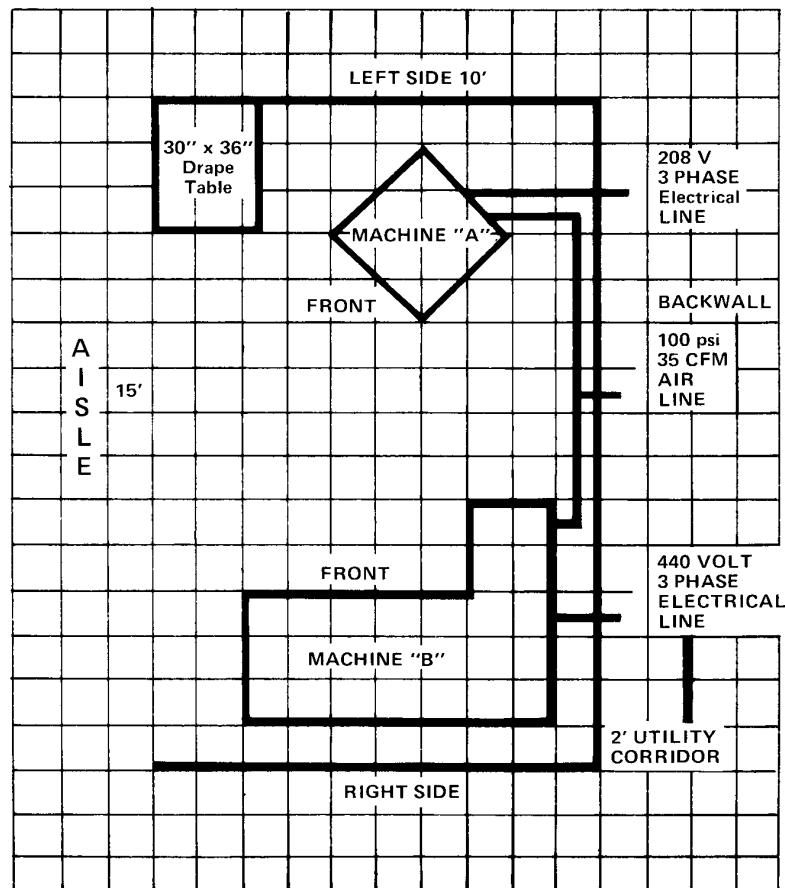 LEFT SIDE 10'
30" x 36"
Drape
Table
208 V
3 PHASE
Electrical
LINE
MACHINE "A"
FRONT
BACKWALL
AISLE
15'
100 psi
35 CFM
AIR
LINE
FRONT
440 VOLT
3 PHASE
ELECTRICAL
LINE
MACHINE "B"
2' UTILITY
CORRIDOR
RIGHT SIDE